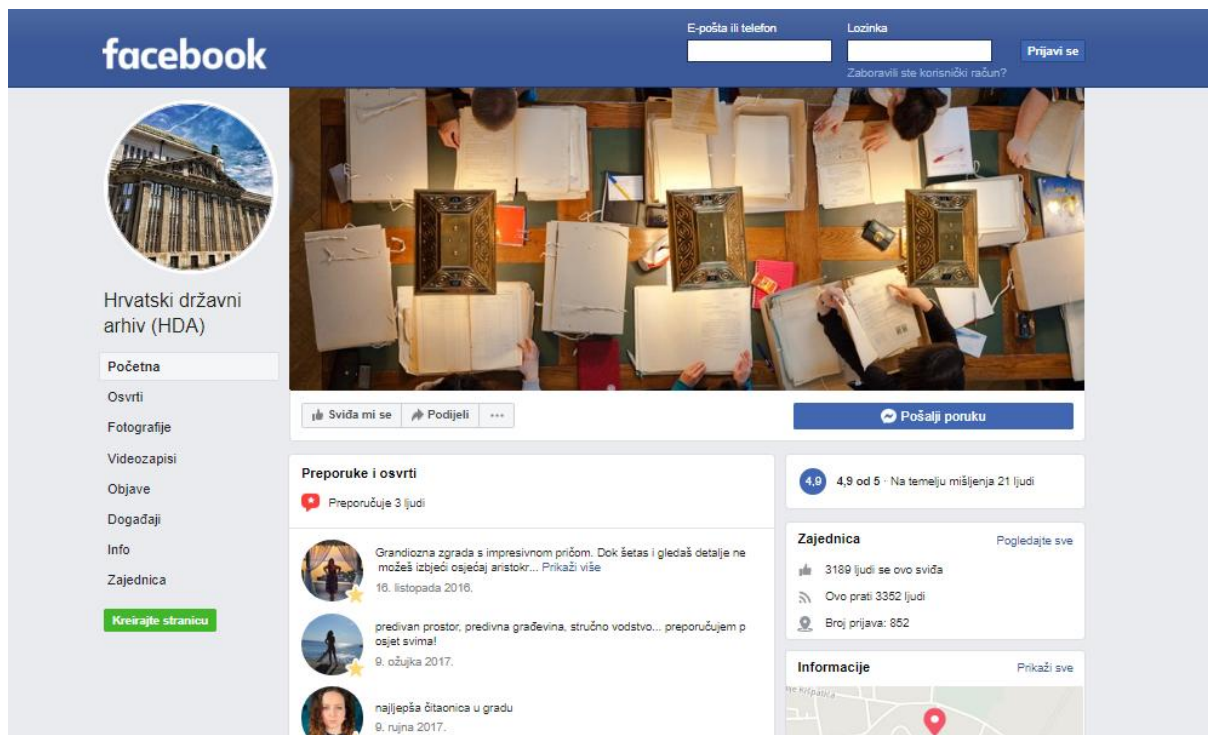 facebook
E-pošta ili telefon
Lozinka
Prijavi se
Zaboravili ste korisnički račun?
Hrvatski državni
arhiv (HDA)
Početna
Osvrti
Fotografije
Videozapisi
Objave
Događaji
Info
Zajednica
Kreirajte stranicu
Sviđa mi se
Podijeli
Pošalji poruku
Preporuke i osvrti
Preporučuje 3 ljudi
Grandiozna zgrada s impresivnom pričom. Dok šetas i gledaš detalje ne
možeš izbjeći osjećaj aristokr... Prikaži više
16. listopada 2016.
predivan prostor, predivna građevina, stručno vodstvo... preporučujem p
osjet svima!
9. ožujka 2017.
najljepša čitaonica u gradu
9. rujna 2017.
4,9 4,9 od 5 · Na temelju mišljenja 21 ljudi
Zajednica
Pogledajte sve
3189 ljudi se ovo sviđa
Ovo prati 3352 ljudi
Broj prijava: 852
Informacije
Prikaži sve